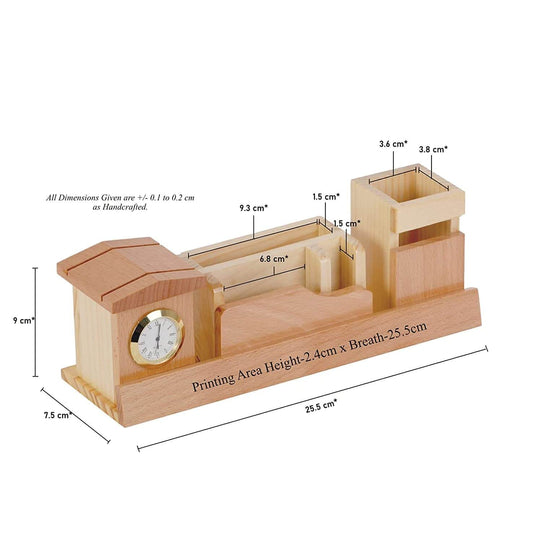 3.6 cm*
3.8 cm*
All Dimensions Given are +/- 0.1 to 0.2 cm
as Handcrafted.
9.3 cm*
1.5 cm*
1.5 cm*
6.8 cm*
9 cm*
Printing Area Height-2.4cm x Breath-25.5cm
7.5 cm*
25.5 cm*